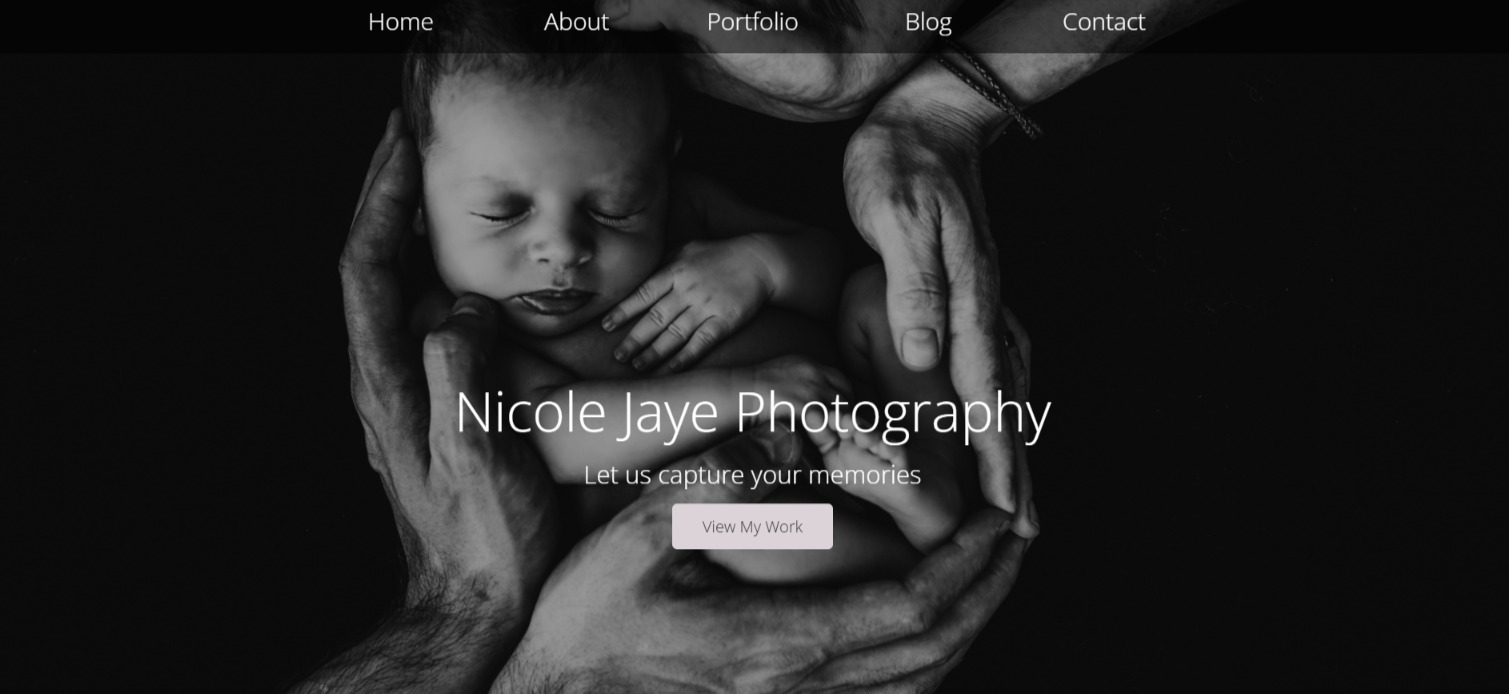 Home About Portfolio Blog Contact
Nicole Jaye Photography
Let us capture your memories
View My Work